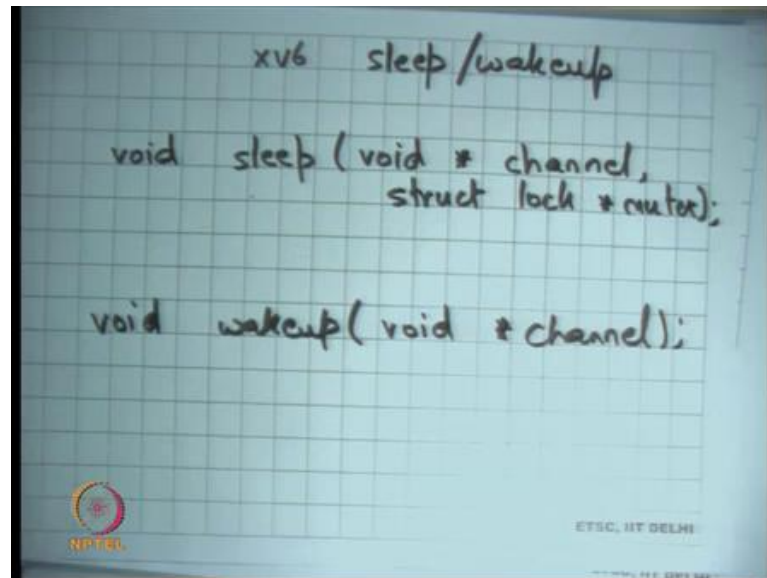 xv6 sleep/wakeup
void sleep (void * channel,
struct lock * mutex);
void wakeup( void * channel);
NPTEL
ETSC, IIT DELHI